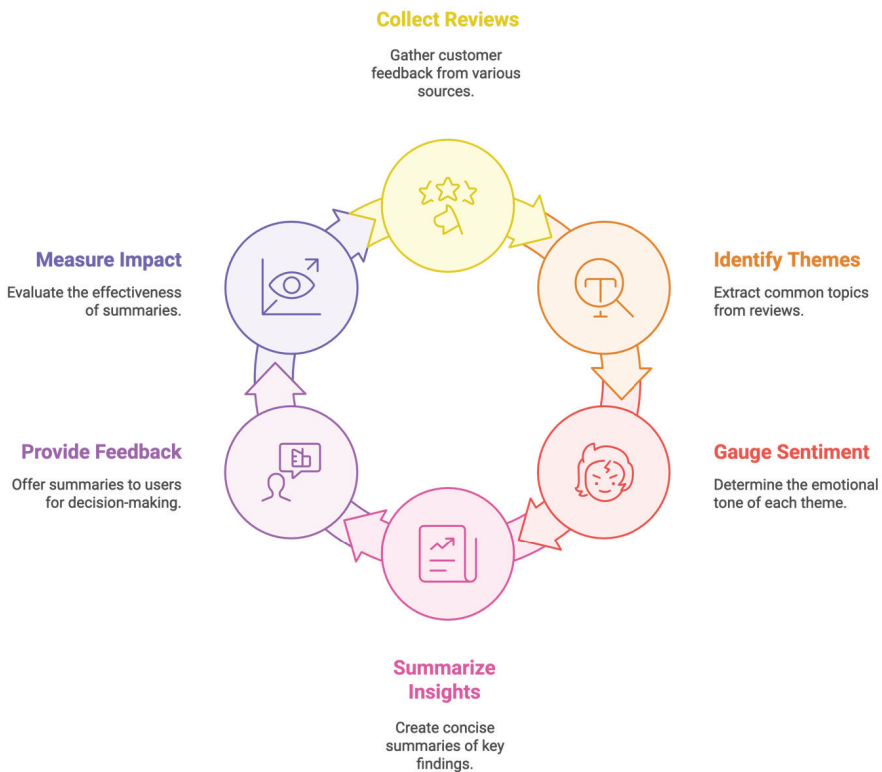 Collect Reviews
Gather customer
feedback from various
sources.
Identify Themes
Extract common topics
from reviews.
Gauge Sentiment
Determine the emotional
tone of each theme.
Summarize
Insights
Create concise
summaries of key
findings.
Provide Feedback
Offer summaries to users
for decision-making.
Measure Impact
Evaluate the effectiveness
of summaries.